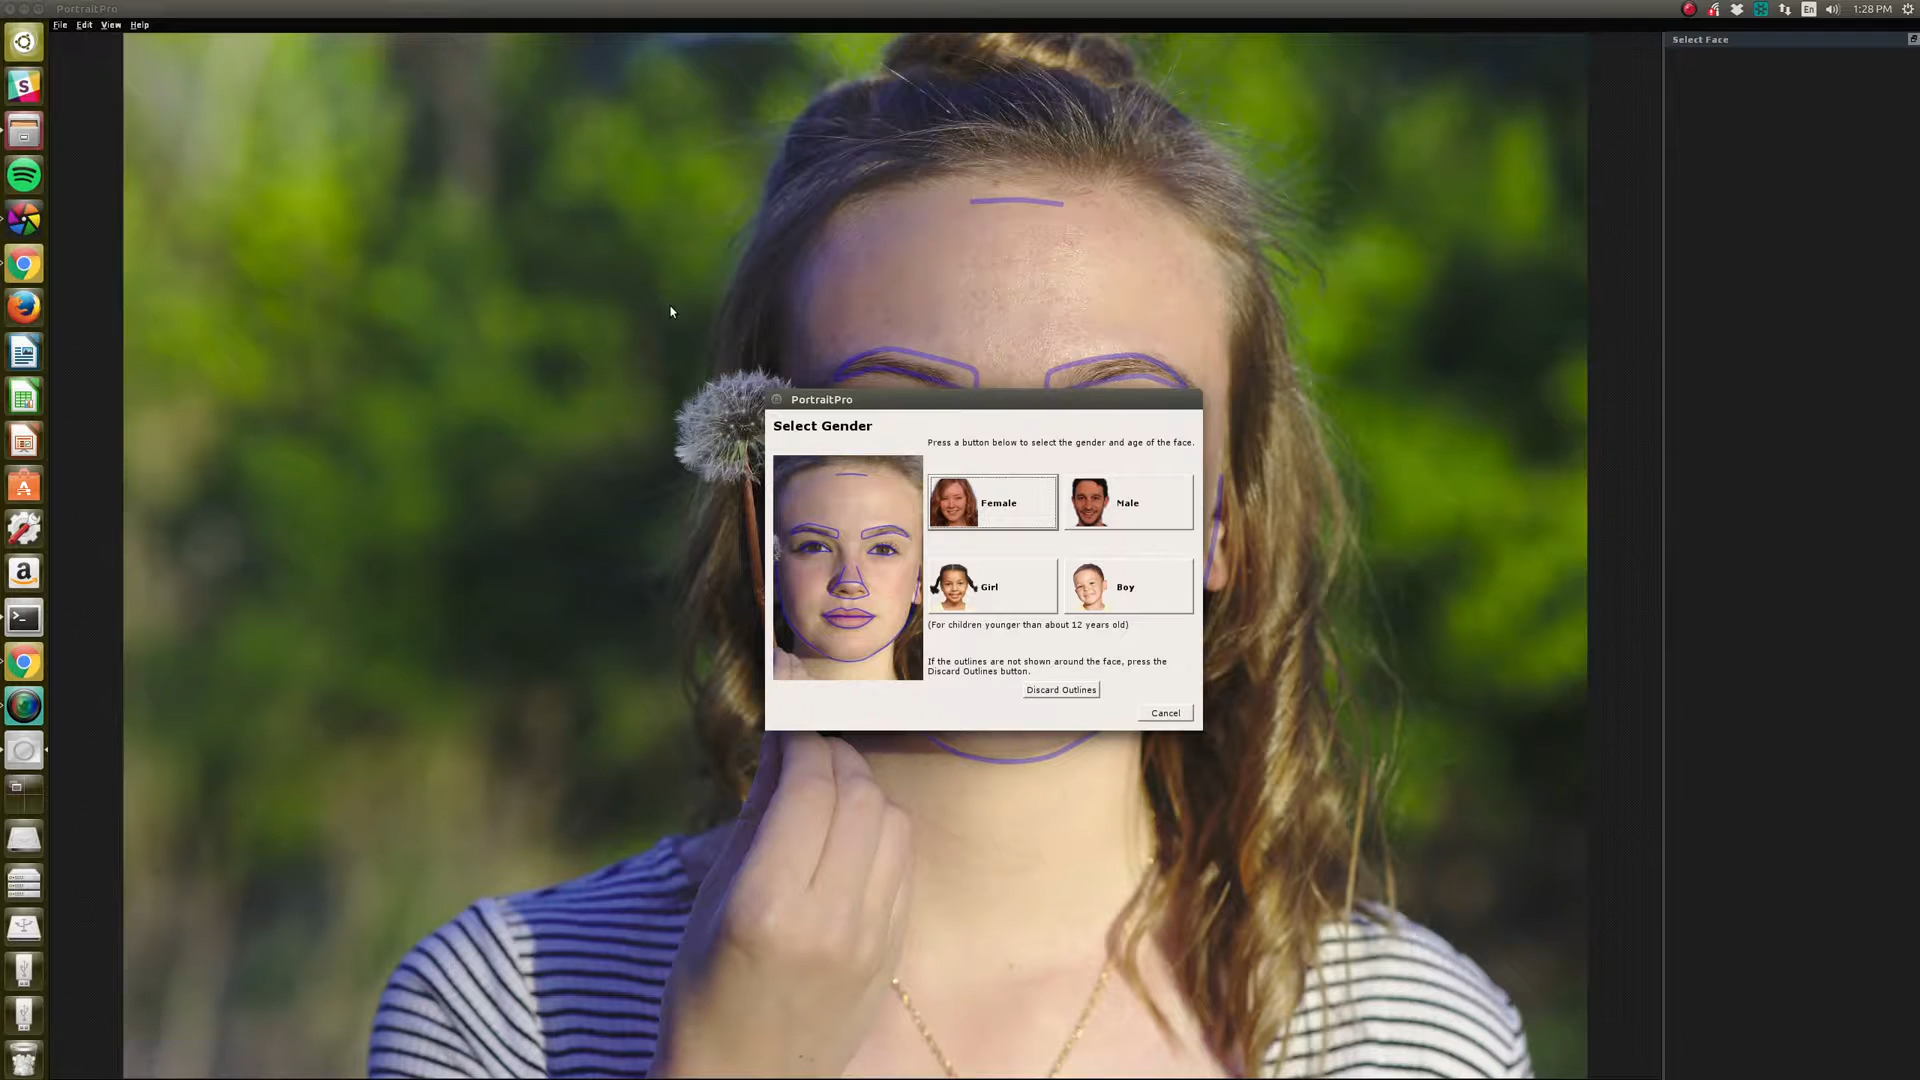 PortraitPro
En
1:28 PM
File Edit View Help
Select Face
PortraitPro
Select Gender
Press a button below to select the gender and age of the face.
Female
Male
Girl
Boy
(For children younger than about 12 years old)
If the outlines are not shown around the face, press the
Discard Outlines button.
Discard Outlines
Cancel